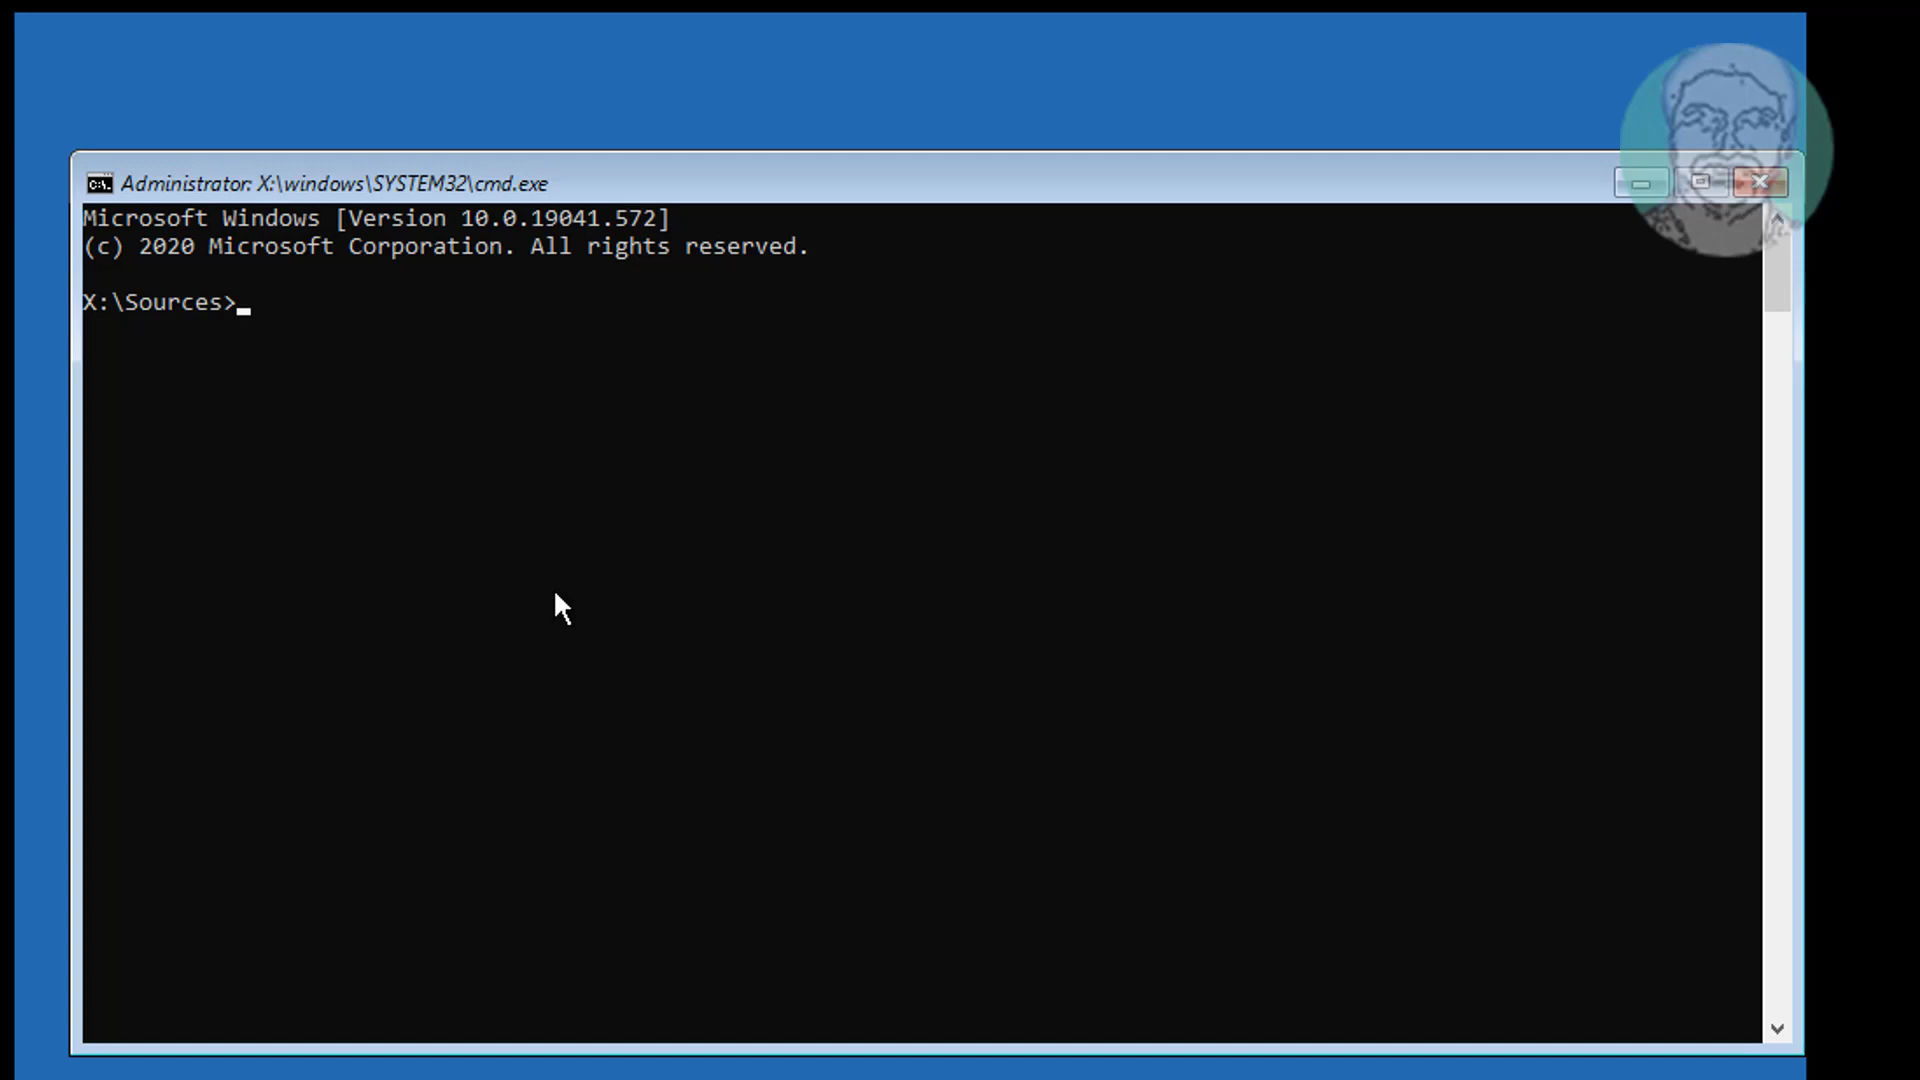 Administrator: X:\windows\SYSTEM32\cmd.exe
Microsoft Windows [Version 10.0.19041.572]
(c) 2020 Microsoft Corporation. All rights reserved.
X:\Sources>